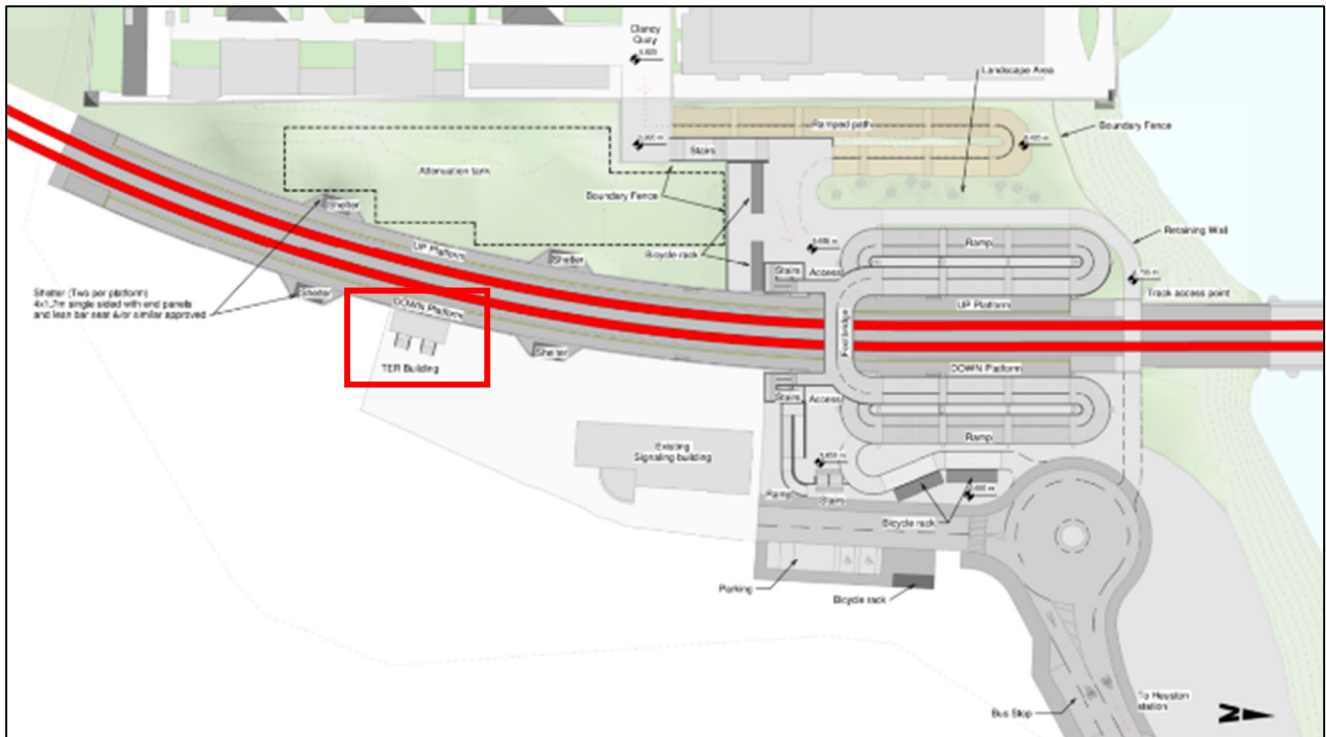 Clancy
Quay
Landscape Area
Ramped path
Boundary Fence
Stairs
Attenuation tank
Boundary Fence
Shelter
Retaining Wall
UP Platform
Ramp
Bicycle rack
Shelter
Stairs
Access
Shelter (Two per platform)
4x1.7m single sided with end panels
and lean bar seat &/or similar approved
Shelter
Track access point
DOWN Platform
UP Platform
Footbridge
Shelter
TER Building
DOWN Platform
Stairs
Access
Existing
Signaling building
Ramp
Ramp
Stairs
Bicycle rack
Parking
Bicycle rack
To Heuston
station
Bus Stop
N